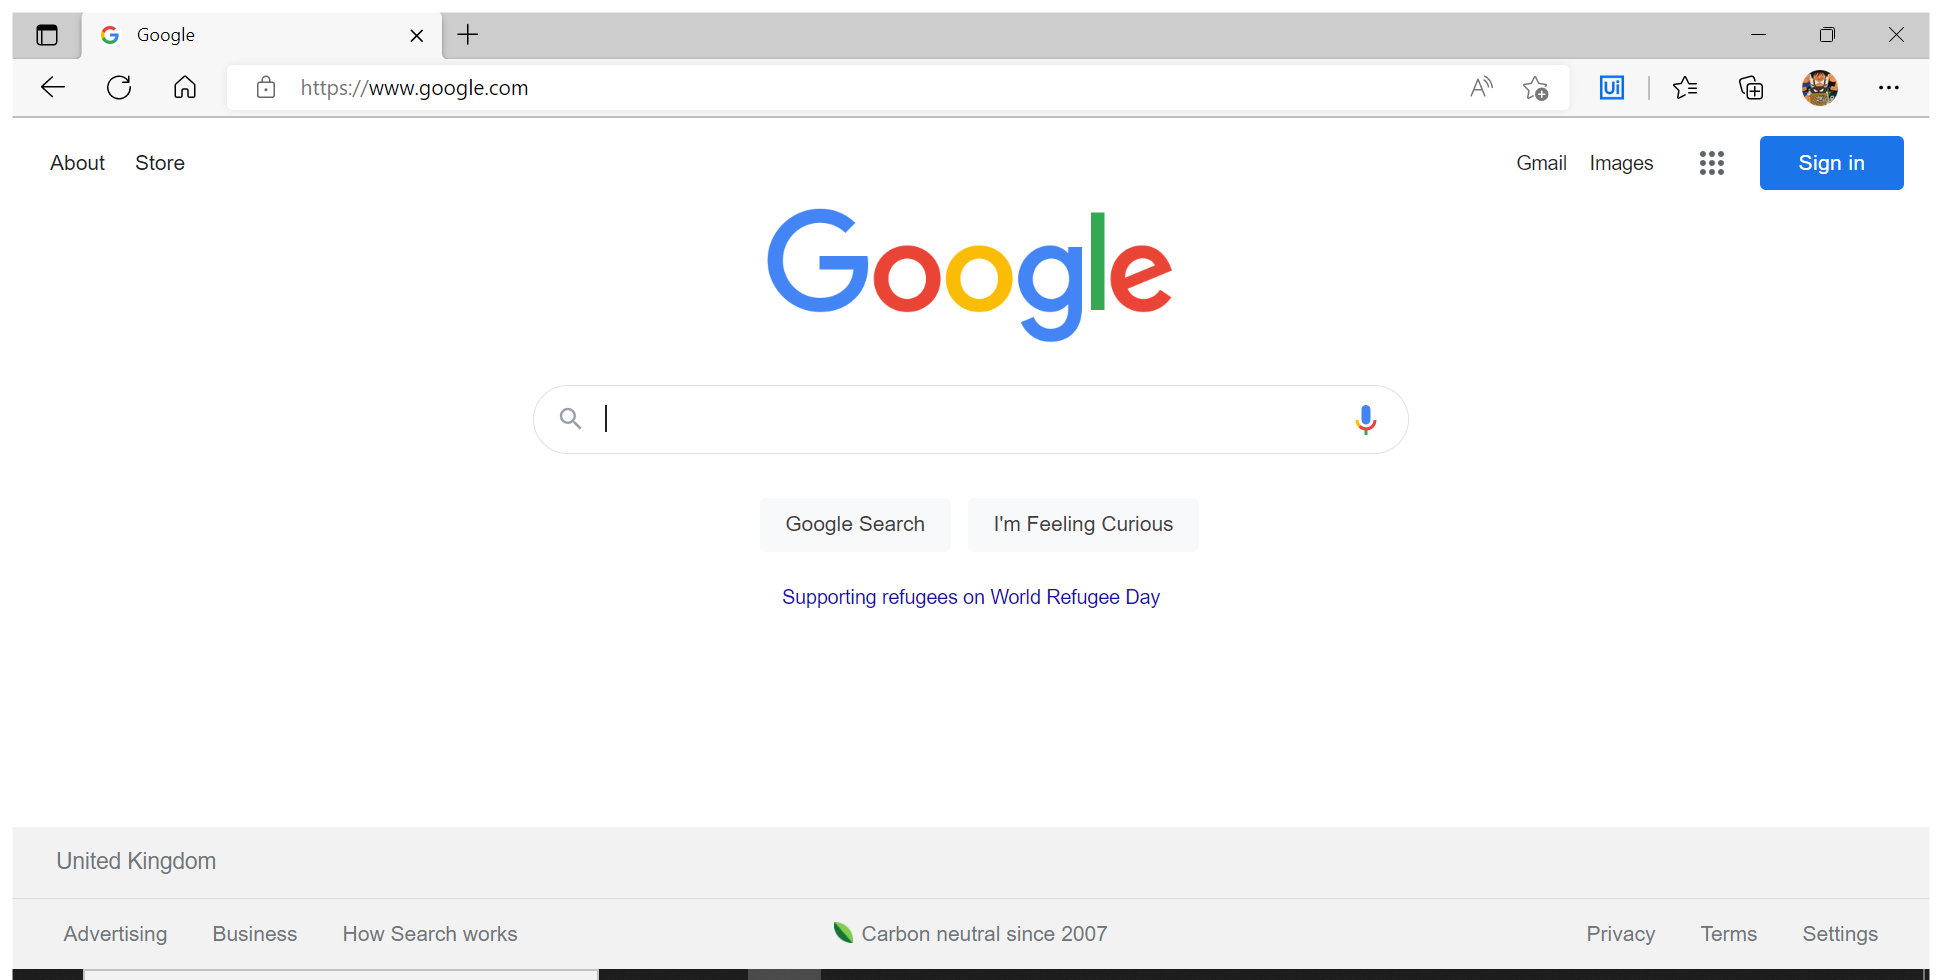 Google
https://www.google.com
Ui
About Store
Gmail Images Sign in
Google
Google Search I'm Feeling Curious
Supporting refugees on World Refugee Day
United Kingdom
Advertising Business How Search works Carbon neutral since 2007 Privacy Terms Settings